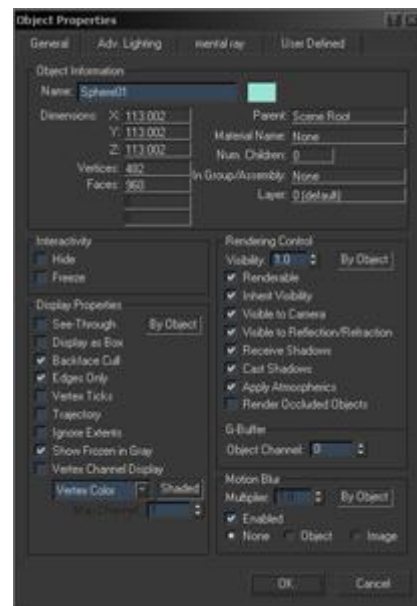 Object Properties
General Adv. Lighting mental ray User Defined
Object Information
Name: Sphere01
Dimensions: X: 113.002
Y: 113.002
Z: 113.002
Vertices: 482
Faces: 960
Parent: Scene Root
Material Name: None
Num. Children: 0
In Group/Assembly: None
Layer: 0 (default)
Interactivity
Hide
Freeze
Display Properties
See-Through By Object
Display as Box
Backface Cull
Edges Only
Vertex Ticks
Trajectory
Ignore Extents
Show Frozen in Gray
Vertex Channel Display
Vertex Color Shaded
Map Channel:
Rendering Control
Visibility: 1.0 By Object
Renderable
Inherit Visibility
Visible to Camera
Visible to Reflection/Refraction
Receive Shadows
Cast Shadows
Apply Atmospherics
Render Occluded Objects
G-Buffer
Object Channel: 0
Motion Blur
Multiplier: By Object
Enabled
None Object Image
OK Cancel